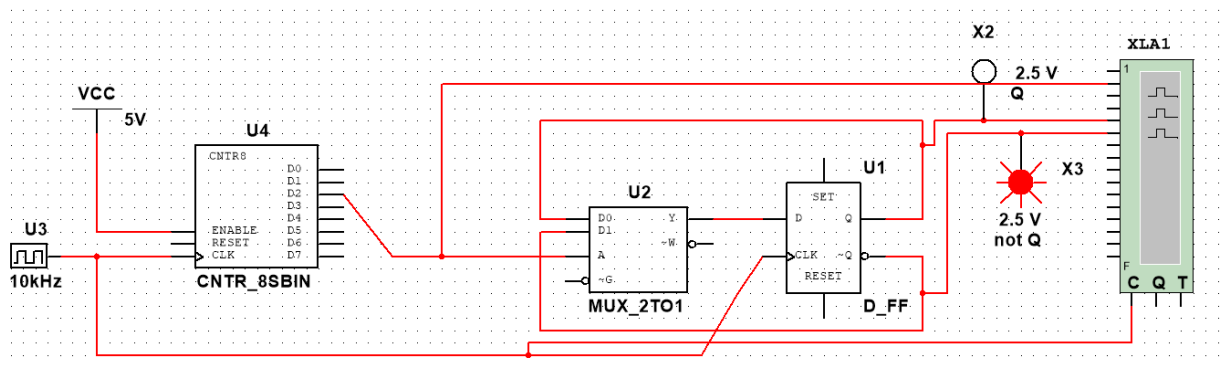 X2
XLA1
2.5 V
Q
1
VCC
5V
U4
CNTR8
D0
D1
D2
D3
D4
D5
D6
D7
ENABLE
RESET
CLK
CNTR_8SBIN
U3
10kHz
U2
D0
D1
A
~G
Y
~W
MUX_2TO1
U1
SET
D
Q
CLK
~Q
RESET
D_FF
X3
2.5 V
not Q
F
C Q T